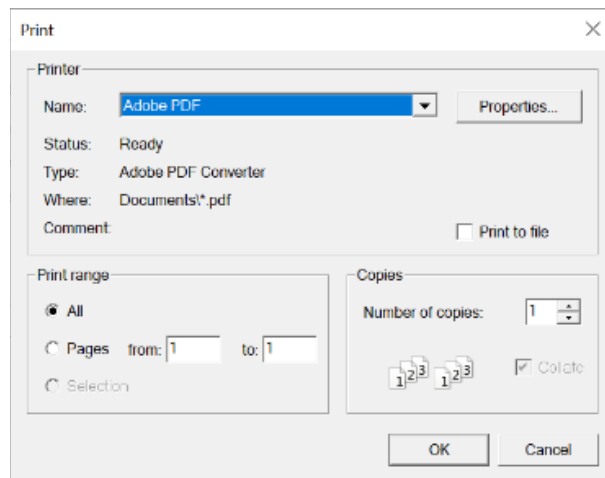 Print
Printer
Name: Adobe PDF Properties...
Status: Ready
Type: Adobe PDF Converter
Where: Documents\*.pdf
Comment:
Print to file
Print range
All
Pages from: 1 to: 1
Selection
Copies
Number of copies: 1
1 2 3 1 2 3
Collate
OK Cancel